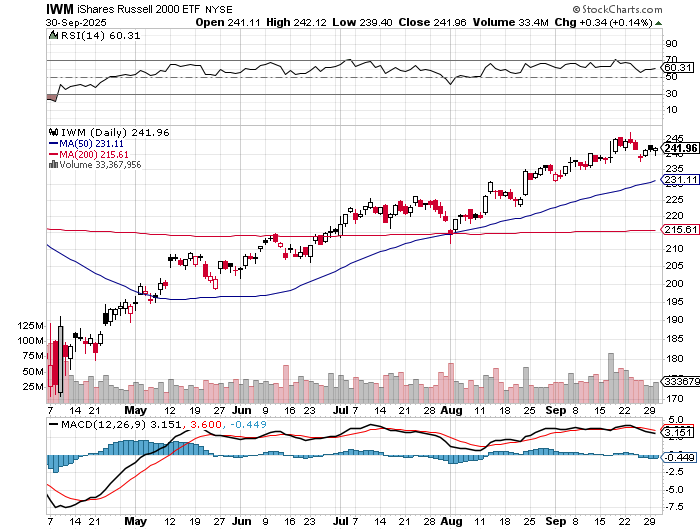 IWM iShares Russell 2000 ETF NYSE © StockCharts.com
30-Sep-2025 Open 241.11 High 242.12 Low 239.40 Close 241.96 Volume 33.4M Chg +0.34 (+0.14%)
RSI(14) 60.31
90
70
60.31
50
30
10
IWM (Daily) 241.96
MA(50) 231.11
MA(200) 215.61
Volume 33,367,956
245
241.96
235
231.11
225
220
215.61
210
205
200
195
190
185
180
175
170
125M
100M
75M
50M
25M
333679
7 14 21 May 12 19 27 Jun 9 16 23 Jul 7 14 21 28 Aug 11 18 25 Sep 8 15 22 29
MACD(12,26,9) 3.151, 3.600, -0.449
5.0
3.151
-0.449
-2.5
-5.0
-7.5
7 14 21 May 12 19 27 Jun 9 16 23 Jul 7 14 21 28 Aug 11 18 25 Sep 8 15 22 29